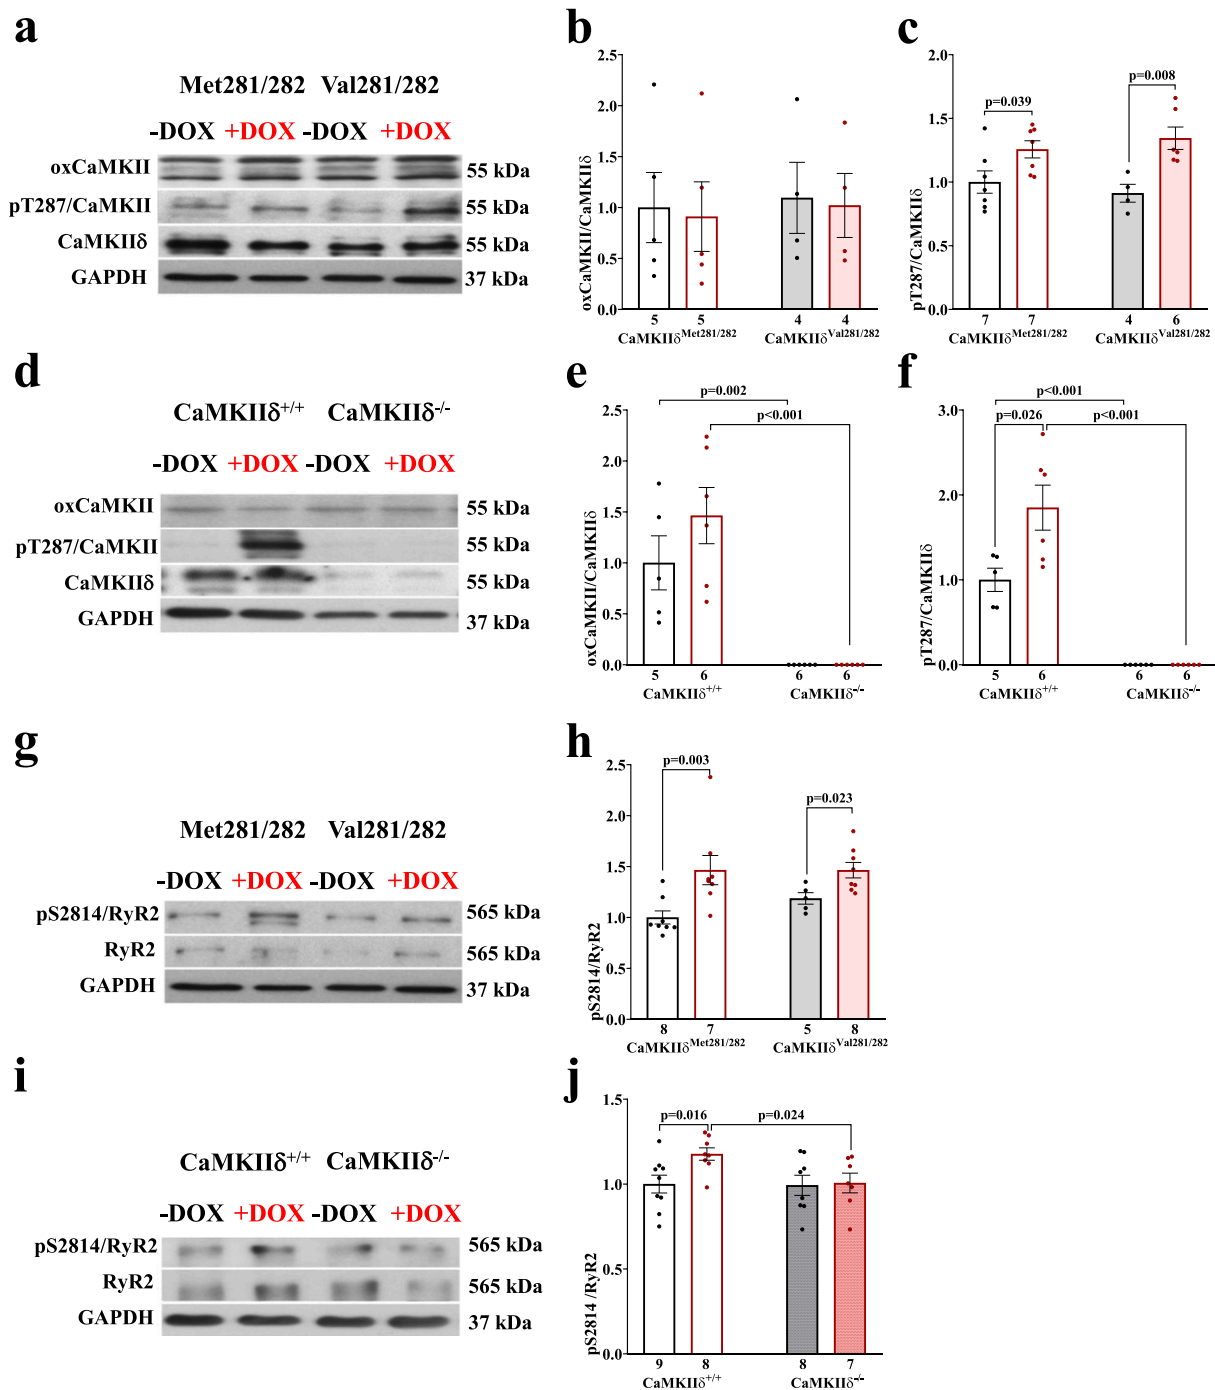 a
Met281/282 Val281/282
-DOX +DOX -DOX +DOX
oxCaMKII 55 kDa
pT287/CaMKII 55 kDa
CaMKIIδ 55 kDa
GAPDH 37 kDa
b
oxCaMKII/CaMKIIδ
2.5
2.0
1.5
1.0
0.5
0.0
5 5 4 4
CaMKIIδMet281/282 CaMKIIδVal281/282
c
pT287/CaMKIIδ
2.0
1.5
1.0
0.5
0.0
p=0.039
p=0.008
7 7 4 6
CaMKIIδMet281/282 CaMKIIδVal281/282
d
CaMKIIδ+/+ CaMKIIδ-/-
-DOX +DOX -DOX +DOX
oxCaMKII 55 kDa
pT287/CaMKII 55 kDa
CaMKIIδ 55 kDa
GAPDH 37 kDa
e
oxCaMKII/CaMKIIδ
2.5
2.0
1.5
1.0
0.5
0.0
p=0.002
p<0.001
5 6 6 6
CaMKIIδ+/+ CaMKIIδ-/-
f
pT287/CaMKIIδ
3.0
2.0
1.0
0.0
p<0.001
p=0.026
p<0.001
5 6 6 6
CaMKIIδ+/+ CaMKIIδ-/-
g
Met281/282 Val281/282
-DOX +DOX -DOX +DOX
pS2814/RyR2 565 kDa
RyR2 565 kDa
GAPDH 37 kDa
h
pS2814/RyR2
2.5
2.0
1.5
1.0
0.5
0.0
p=0.003
p=0.023
8 7 5 8
CaMKIIδMet281/282 CaMKIIδVal281/282
i
CaMKIIδ+/+ CaMKIIδ-/-
-DOX +DOX -DOX +DOX
pS2814/RyR2 565 kDa
RyR2 565 kDa
GAPDH 37 kDa
j
pS2814 /RyR2
1.5
1.0
0.5
0.0
p=0.016
p=0.024
9 8 8 7
CaMKIIδ+/+ CaMKIIδ-/-